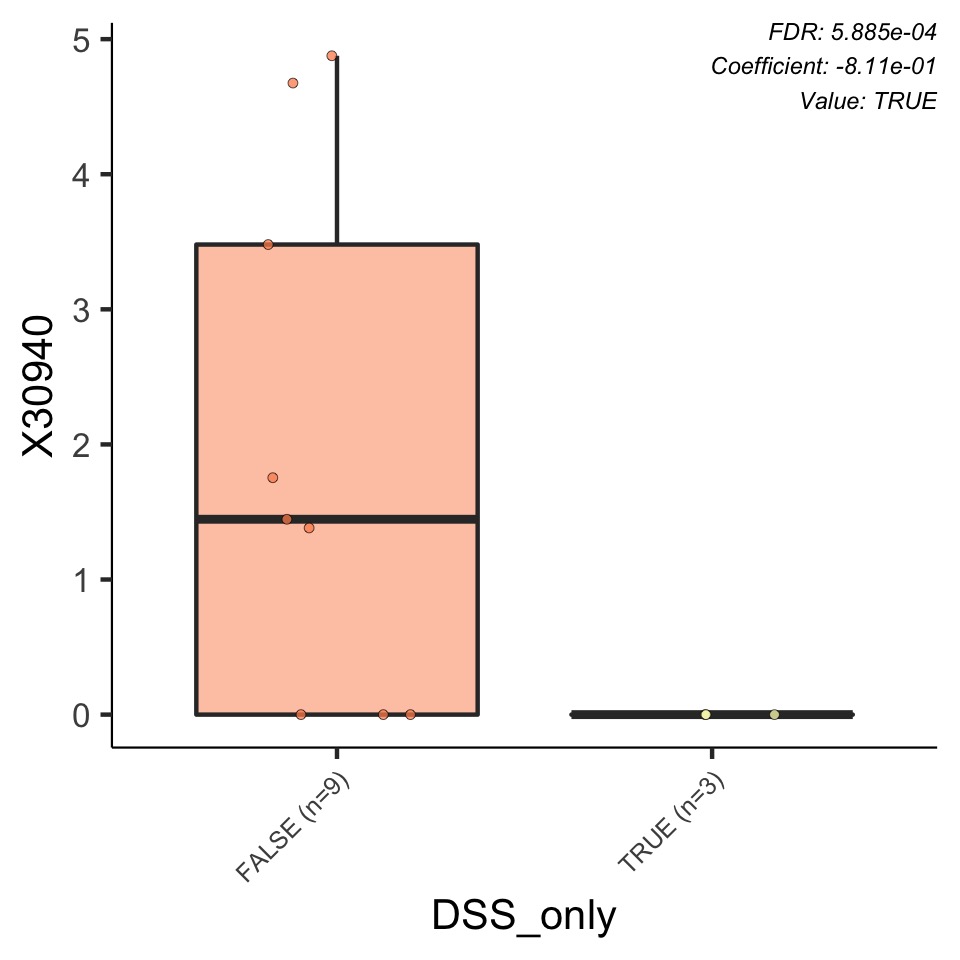 FDR: 5.885e-04
Coefficient: -8.11e-01
Value: TRUE
5
4
3
2
1
0
X30940
FALSE (n=9)
TRUE (n=3)
DSS_only